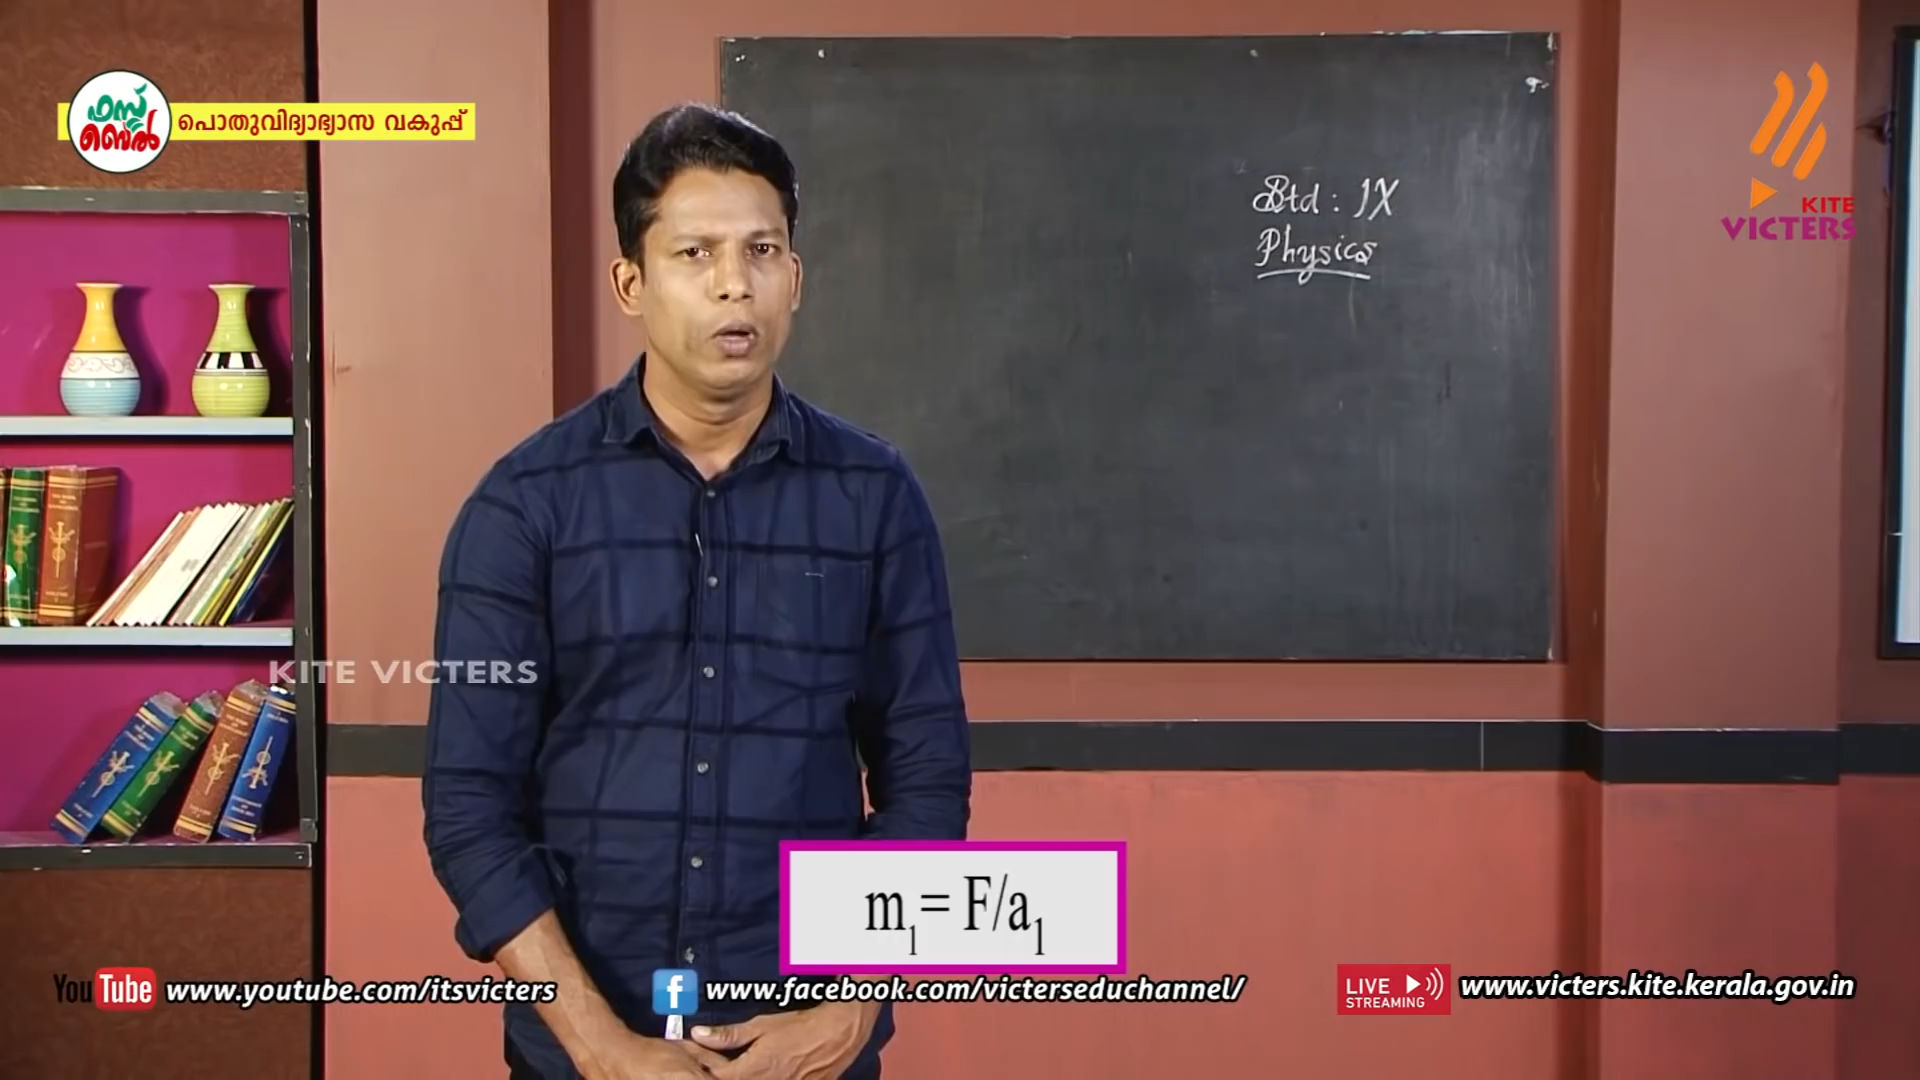 ഫസ്റ്റ്
ബെൽ
പൊതുവിദ്യാഭ്യാസ വകുപ്പ്
Std : IX
Physics
KITE
VICTERS
KITE VICTERS
m₁= F/a₁
YouTube www.youtube.com/itsvicters
f www.facebook.com/victerseduchannel/
LIVE
STREAMING
www.victers.kite.kerala.gov.in